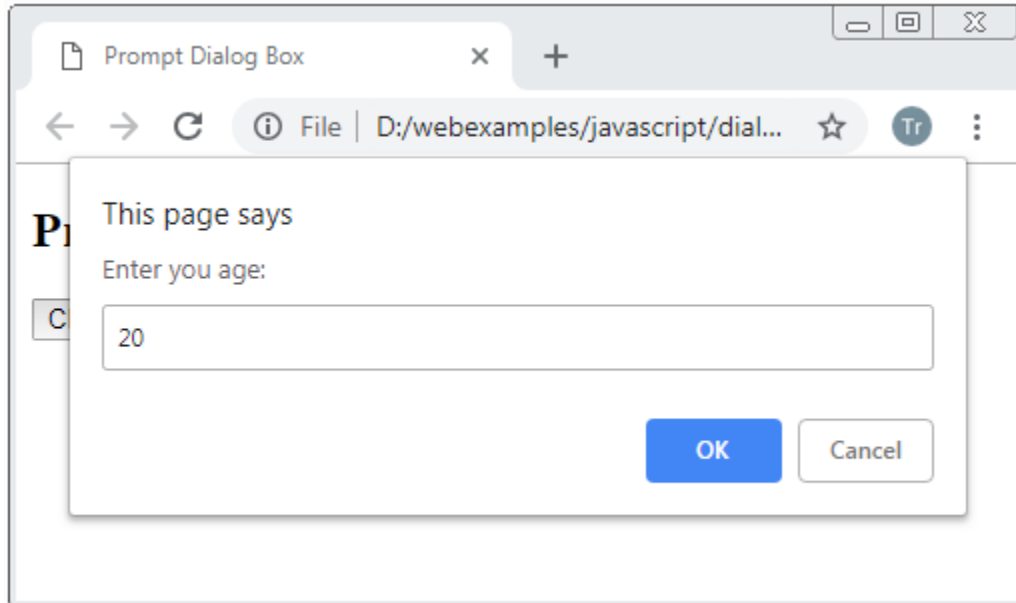 Prompt Dialog Box
File D:/webexamples/javascript/dial... Tr
This page says
Enter you age:
20
OK Cancel